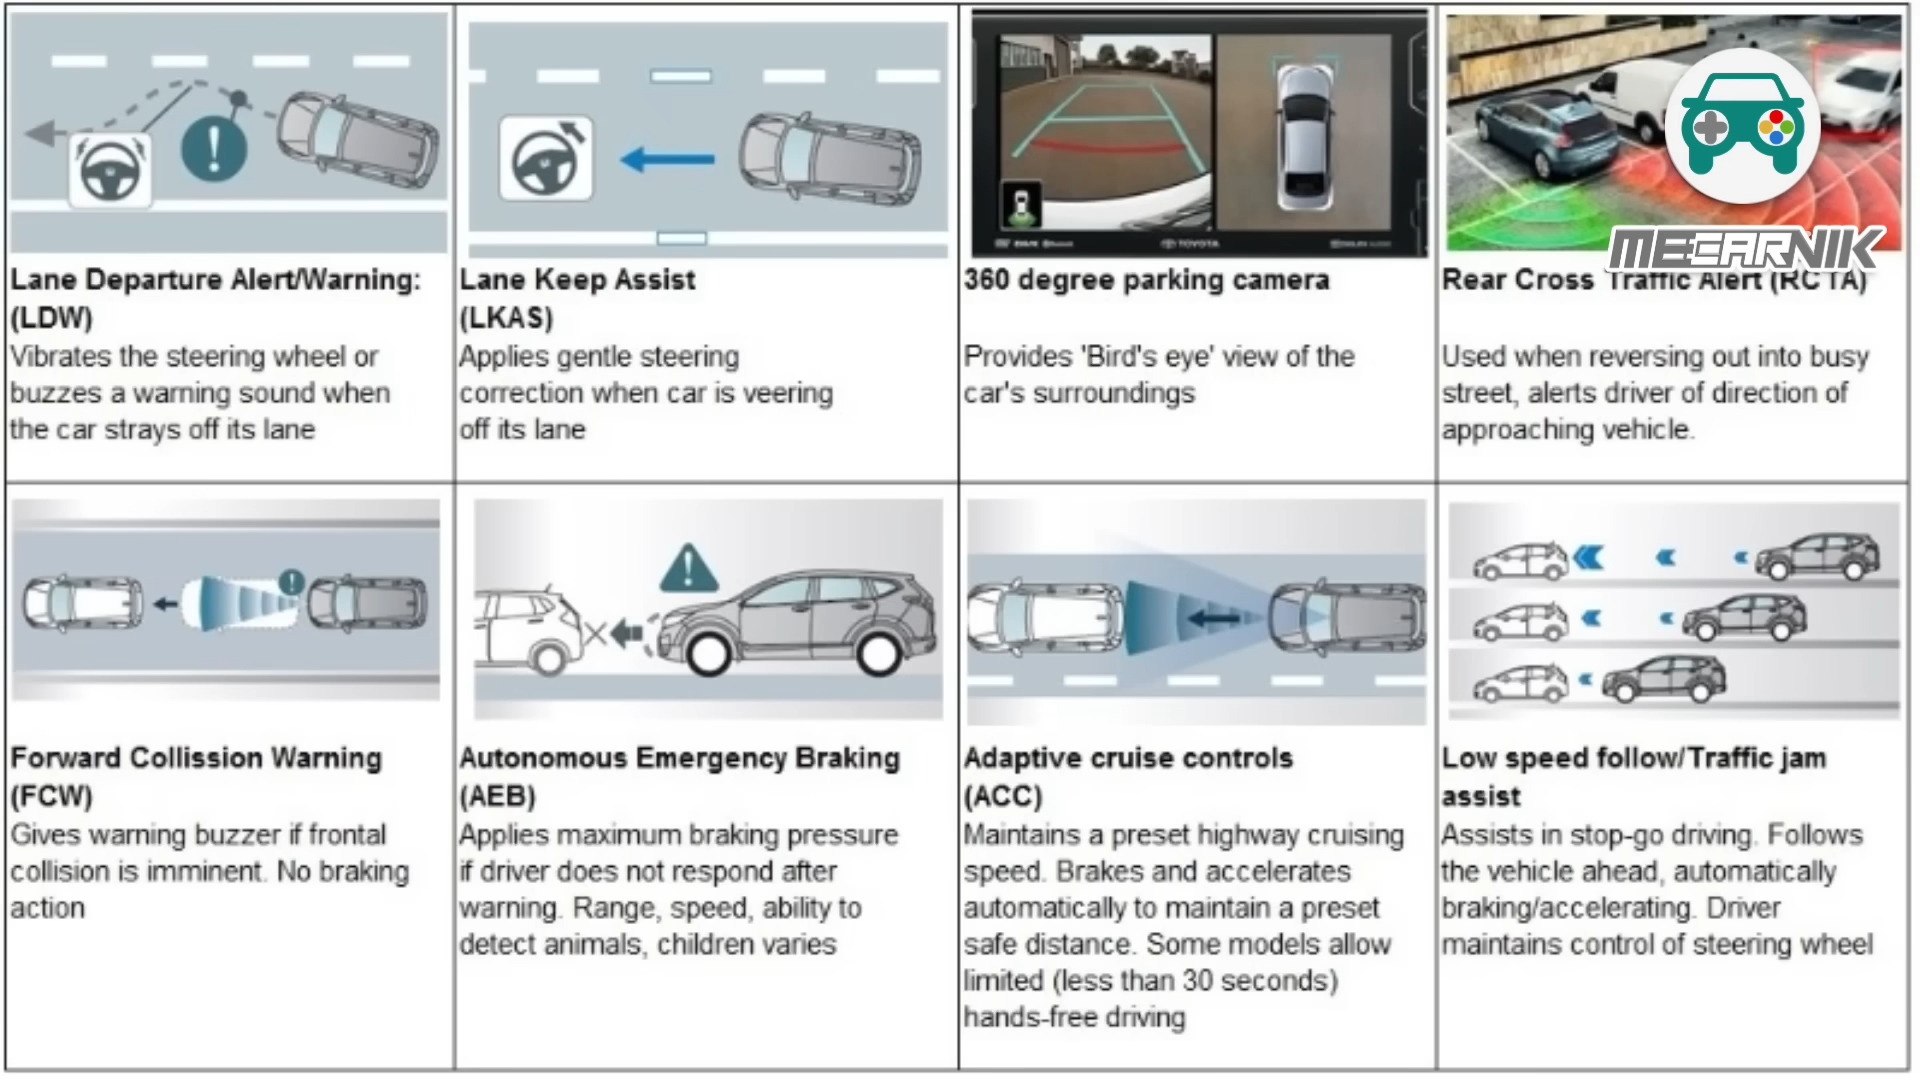 Lane Departure Alert/Warning:
(LDW)
Vibrates the steering wheel or
buzzes a warning sound when
the car strays off its lane
Lane Keep Assist
(LKAS)
Applies gentle steering
correction when car is veering
off its lane
TOYOTA
360 degree parking camera
Provides 'Bird's eye' view of the
car's surroundings
MECARNIK
Rear Cross Traffic Alert (RCTA)
Used when reversing out into busy
street, alerts driver of direction of
approaching vehicle.
Forward Collission Warning
(FCW)
Gives warning buzzer if frontal
collision is imminent. No braking
action
Autonomous Emergency Braking
(AEB)
Applies maximum braking pressure
if driver does not respond after
warning. Range, speed, ability to
detect animals, children varies
Adaptive cruise controls
(ACC)
Maintains a preset highway cruising
speed. Brakes and accelerates
automatically to maintain a preset
safe distance. Some models allow
limited (less than 30 seconds)
hands-free driving
Low speed follow/Traffic jam
assist
Assists in stop-go driving. Follows
the vehicle ahead, automatically
braking/accelerating. Driver
maintains control of steering wheel